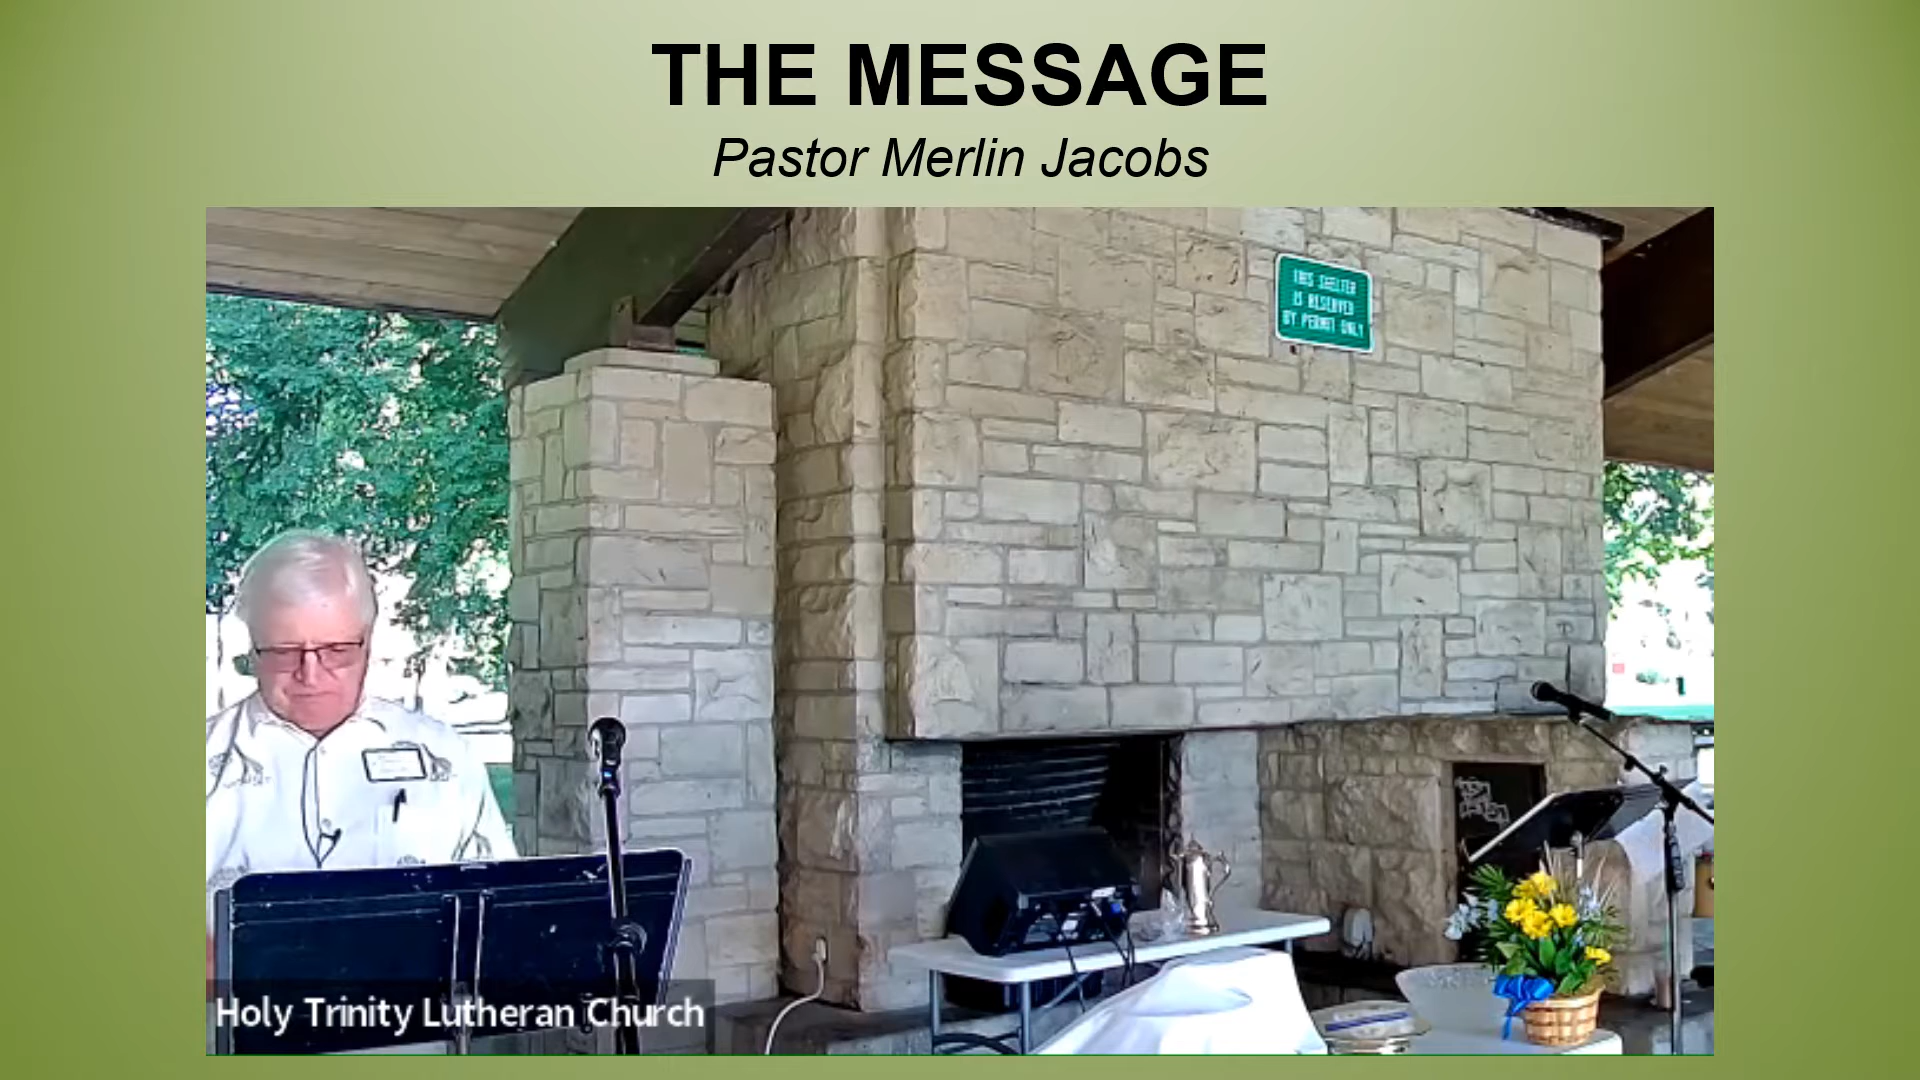 THE MESSAGE
Pastor Merlin Jacobs
THIS SHELTER
IS RESERVED
BY PERMIT ONLY
Holy Trinity Lutheran Church